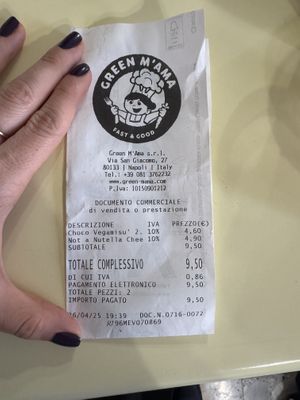 GREEN M'AMA
FAST & GOOD
Green M'Ama s.r.l.
Via San Giacomo, 27
80133 | Napoli | Italy
Tel.: +39 081 3762232
www.green-mama.com
P.Iva: 10150901212
DOCUMENTO COMMERCIALE
di vendita o prestazione
DESCRIZIONE IVA PREZZO(€)
Choco Vegamisu' 2. 10% 4,60
Not a Nutella Chee 10% 4,90
SUBTOTALE 9,50
TOTALE COMPLESSIVO 9,50
DI CUI IVA 0,86
PAGAMENTO ELETTRONICO 9,50
TOTALE PEZZI: 2
IMPORTO PAGATO 9,50
/04/25 19:39 DOC.N.0716-0072
96MEV070869